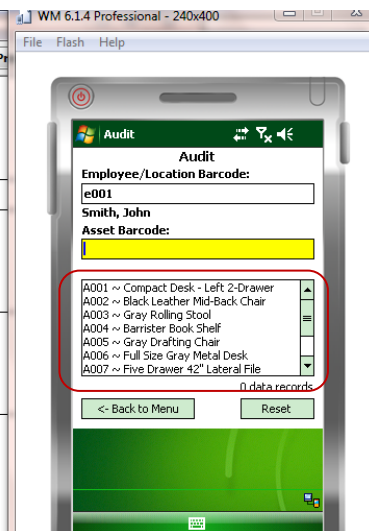 WM 6.1.4 Professional - 240x400
File Flash Help
Pr
Audit
Audit
Employee/Location Barcode:
e001
Smith, John
Asset Barcode:
A001 ~ Compact Desk - Left 2-Drawer
A002 ~ Black Leather Mid-Back Chair
A003 ~ Gray Rolling Stool
A004 ~ Barrister Book Shelf
A005 ~ Gray Drafting Chair
A006 ~ Full Size Gray Metal Desk
A007 ~ Five Drawer 42" Lateral File
0 data records
<- Back to Menu Reset